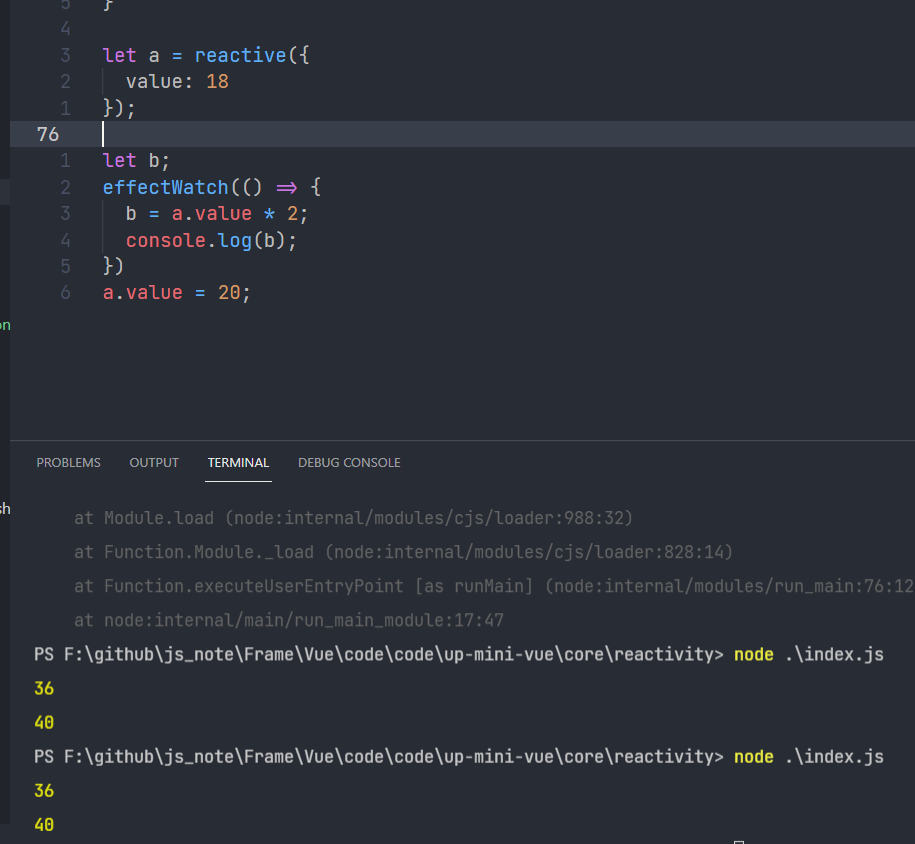 5 }
4
3 let a = reactive({
2 value: 18
1 });
76
1 let b;
2 effectWatch(() => {
3 b = a.value * 2;
4 console.log(b);
5 })
6 a.value = 20;
on
PROBLEMS OUTPUT TERMINAL DEBUG CONSOLE
sh
at Module.load (node:internal/modules/cjs/loader:988:32)
at Function.Module._load (node:internal/modules/cjs/loader:828:14)
at Function.executeUserEntryPoint [as runMain] (node:internal/modules/run_main:76:12
at node:internal/main/run_main_module:17:47
PS F:\github\js_note\Frame\Vue\code\code\up-mini-vue\core\reactivity> node .\index.js
36
40
PS F:\github\js_note\Frame\Vue\code\code\up-mini-vue\core\reactivity> node .\index.js
36
40